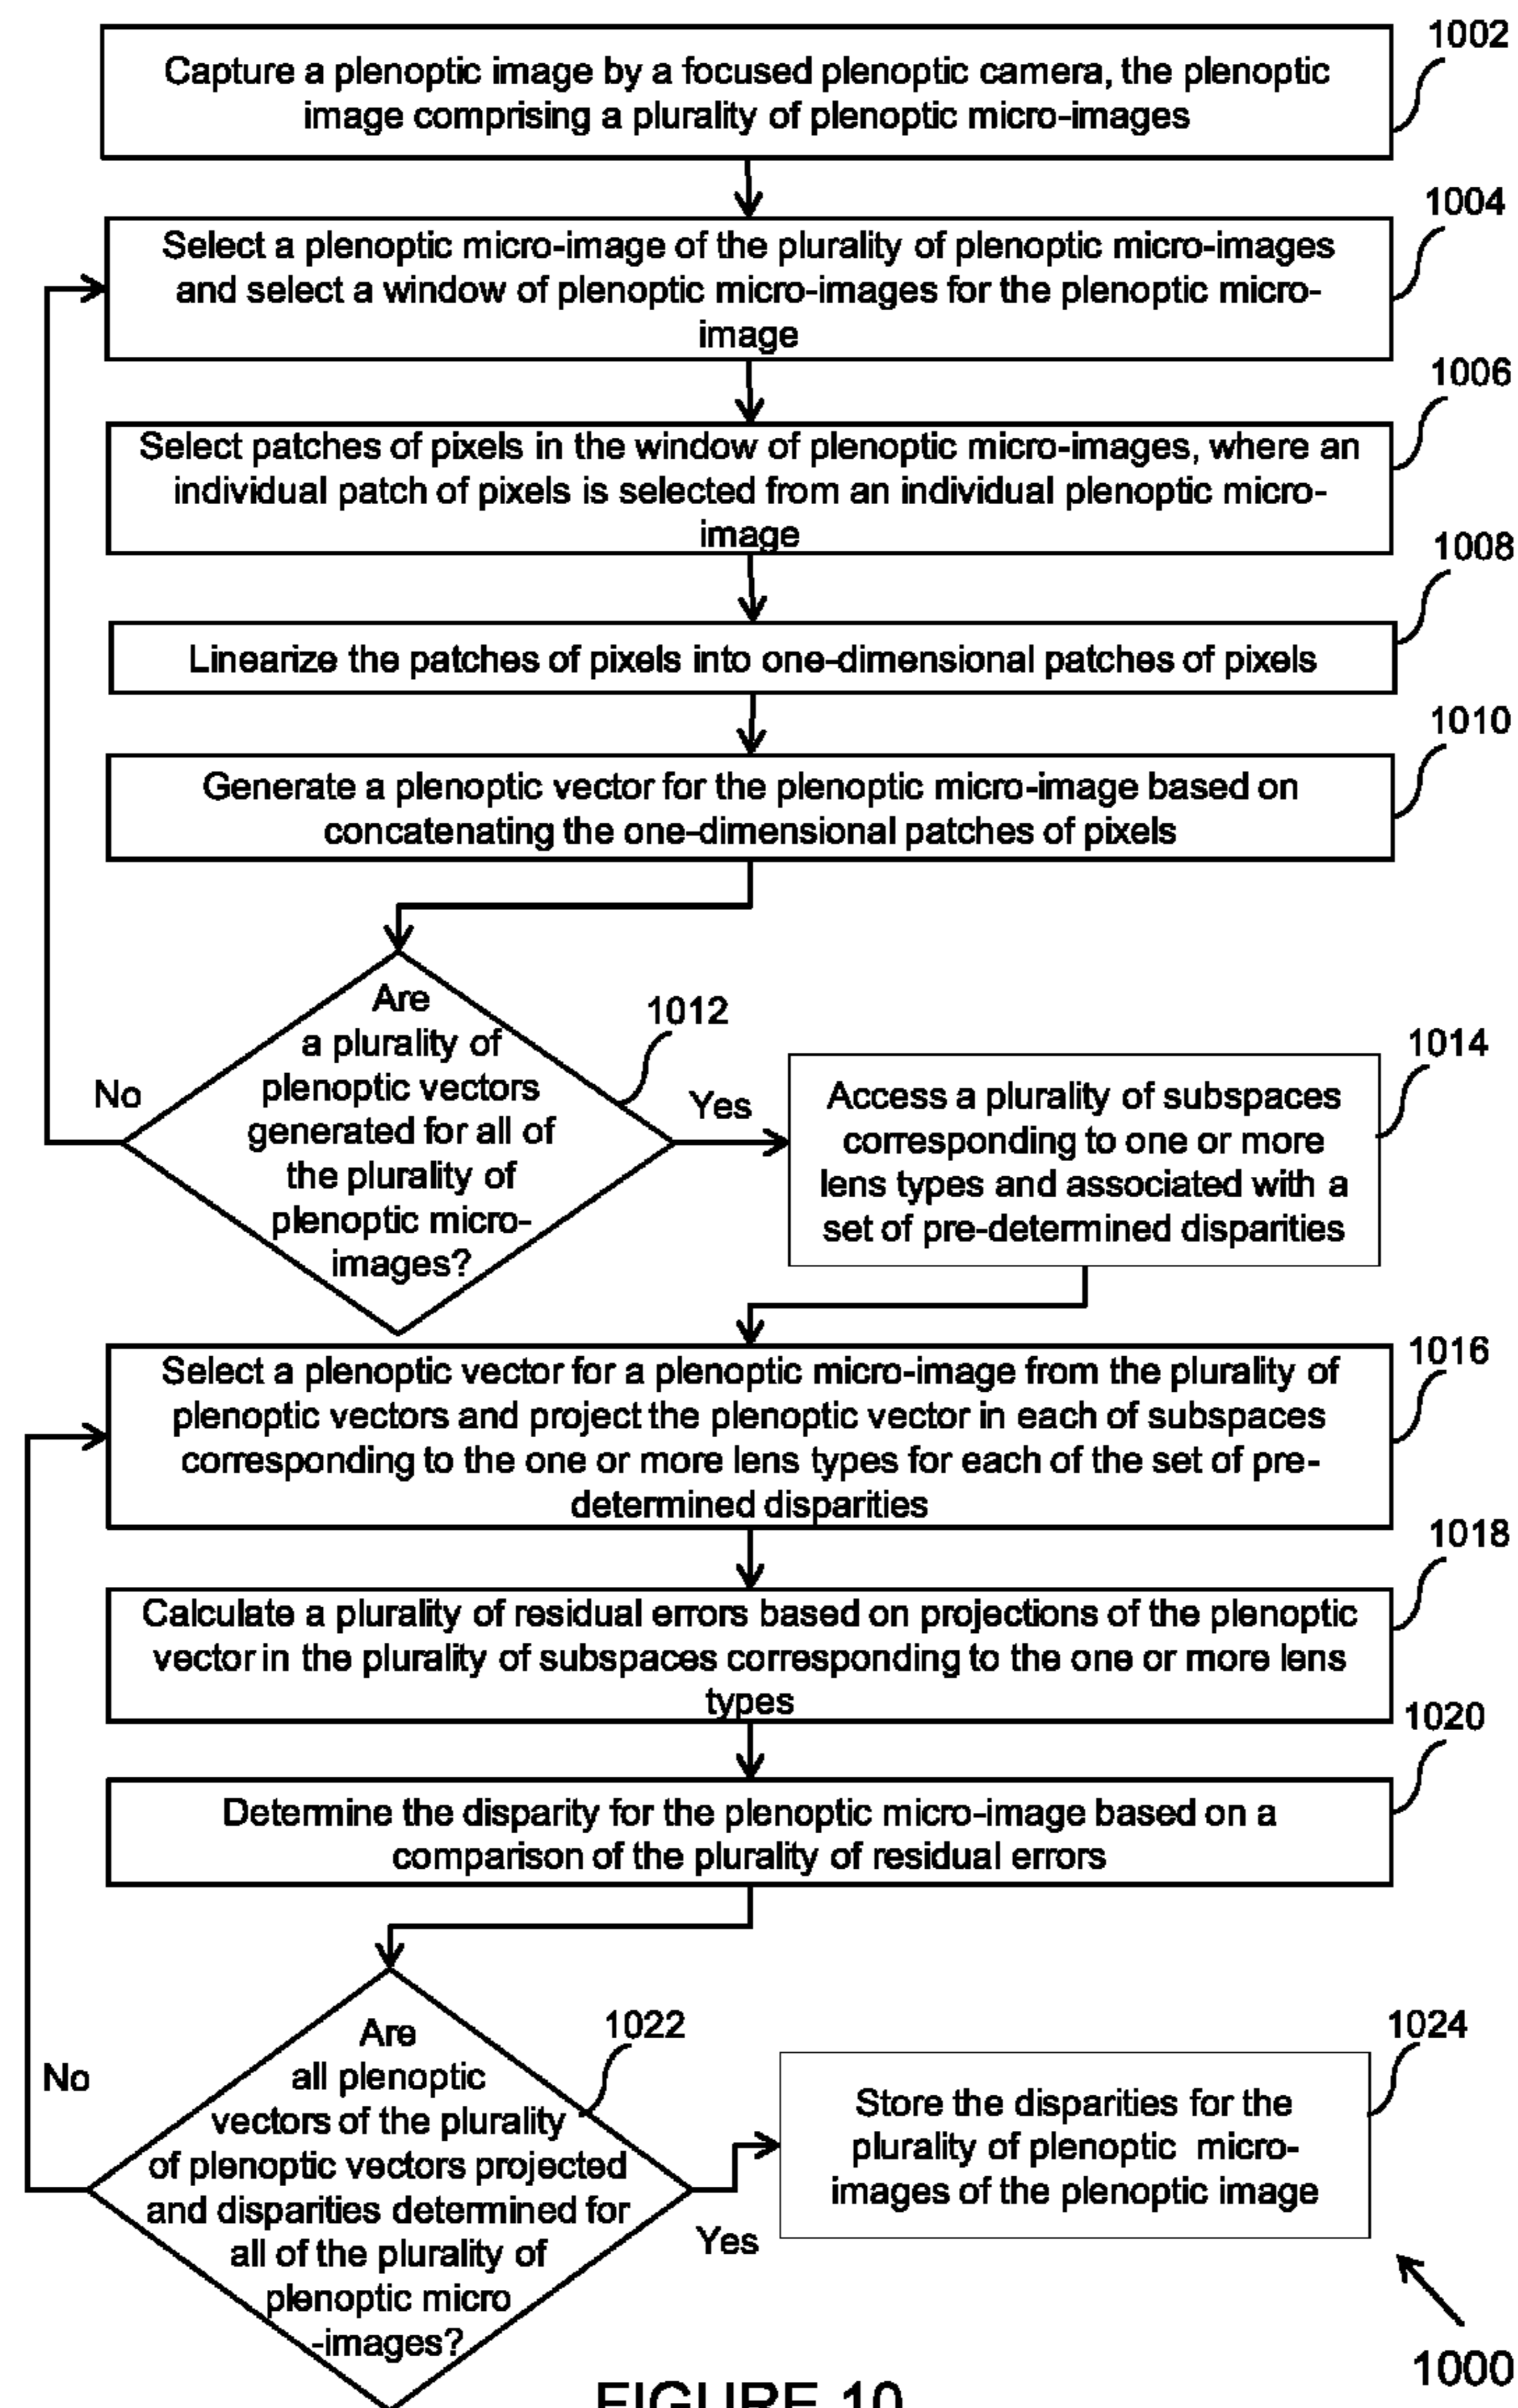 1002
Capture a plenoptic image by a focused plenoptic camera, the plenoptic
image comprising a plurality of plenoptic micro-images
1004
Select a plenoptic micro-image of the plurality of plenoptic micro-images
and select a window of plenoptic micro-images for the plenoptic micro-
image
1006
Select patches of pixels in the window of plenoptic micro-images, where an
individual patch of pixels is selected from an individual plenoptic micro-
image
1008
Linearize the patches of pixels into one-dimensional patches of pixels
1010
Generate a plenoptic vector for the plenoptic micro-image based on
concatenating the one-dimensional patches of pixels
1012
Are
a plurality of
plenoptic vectors
generated for all of
the plurality of
plenoptic micro-
images?
No
Yes
1014
Access a plurality of subspaces
corresponding to one or more
lens types and associated with a
set of pre-determined disparities
1016
Select a plenoptic vector for a plenoptic micro-image from the plurality of
plenoptic vectors and project the plenoptic vector in each of subspaces
corresponding to the one or more lens types for each of the set of pre-
determined disparities
1018
Calculate a plurality of residual errors based on projections of the plenoptic
vector in the plurality of subspaces corresponding to the one or more lens
types
1020
Determine the disparity for the plenoptic micro-image based on a
comparison of the plurality of residual errors
1022
Are
all plenoptic
vectors of the plurality
of plenoptic vectors projected
and disparities determined for
all of the plurality of
plenoptic micro
-images?
No
Yes
1024
Store the disparities for the
plurality of plenoptic micro-
images of the plenoptic image
1000
FIGURE 10